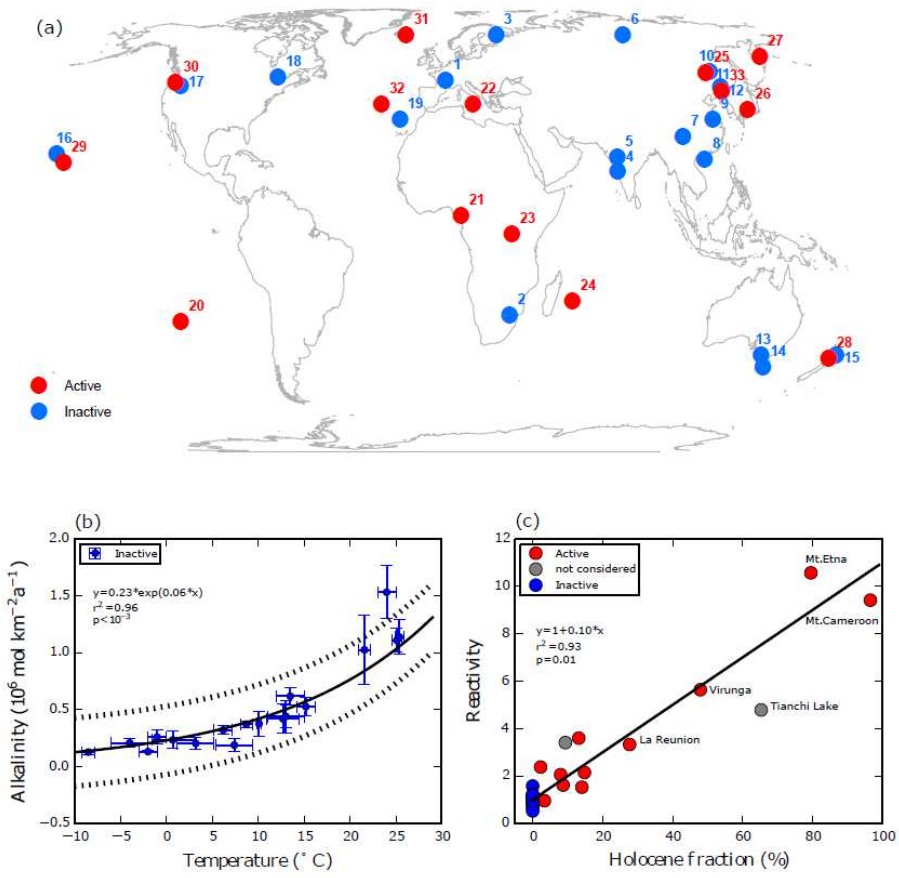 (a)
31
3
6
27
30
17
18
1
10
25
11
33
12
32
19
22
26
9
7
8
16
29
5
4
21
23
20
2
24
13
14
28
15
Active
Inactive
(b)
2.0
1.5
1.0
0.5
0.0
−0.5
Alkalinity (10⁶ mol km⁻²a⁻¹)
Inactive
y=0.23*exp(0.06*x)
r²=0.96
p<10⁻³
−10
−5
0
5
10
15
20
25
30
Temperature (°C)
(c)
12
10
8
6
4
2
0
Reactivity
Active
not considered
Inactive
y=1+0.10*x
r²=0.93
p=0.01
Mt.Etna
Mt.Cameroon
Virunga
Tianchi Lake
La Reunion
0
20
40
60
80
100
Holocene fraction (%)